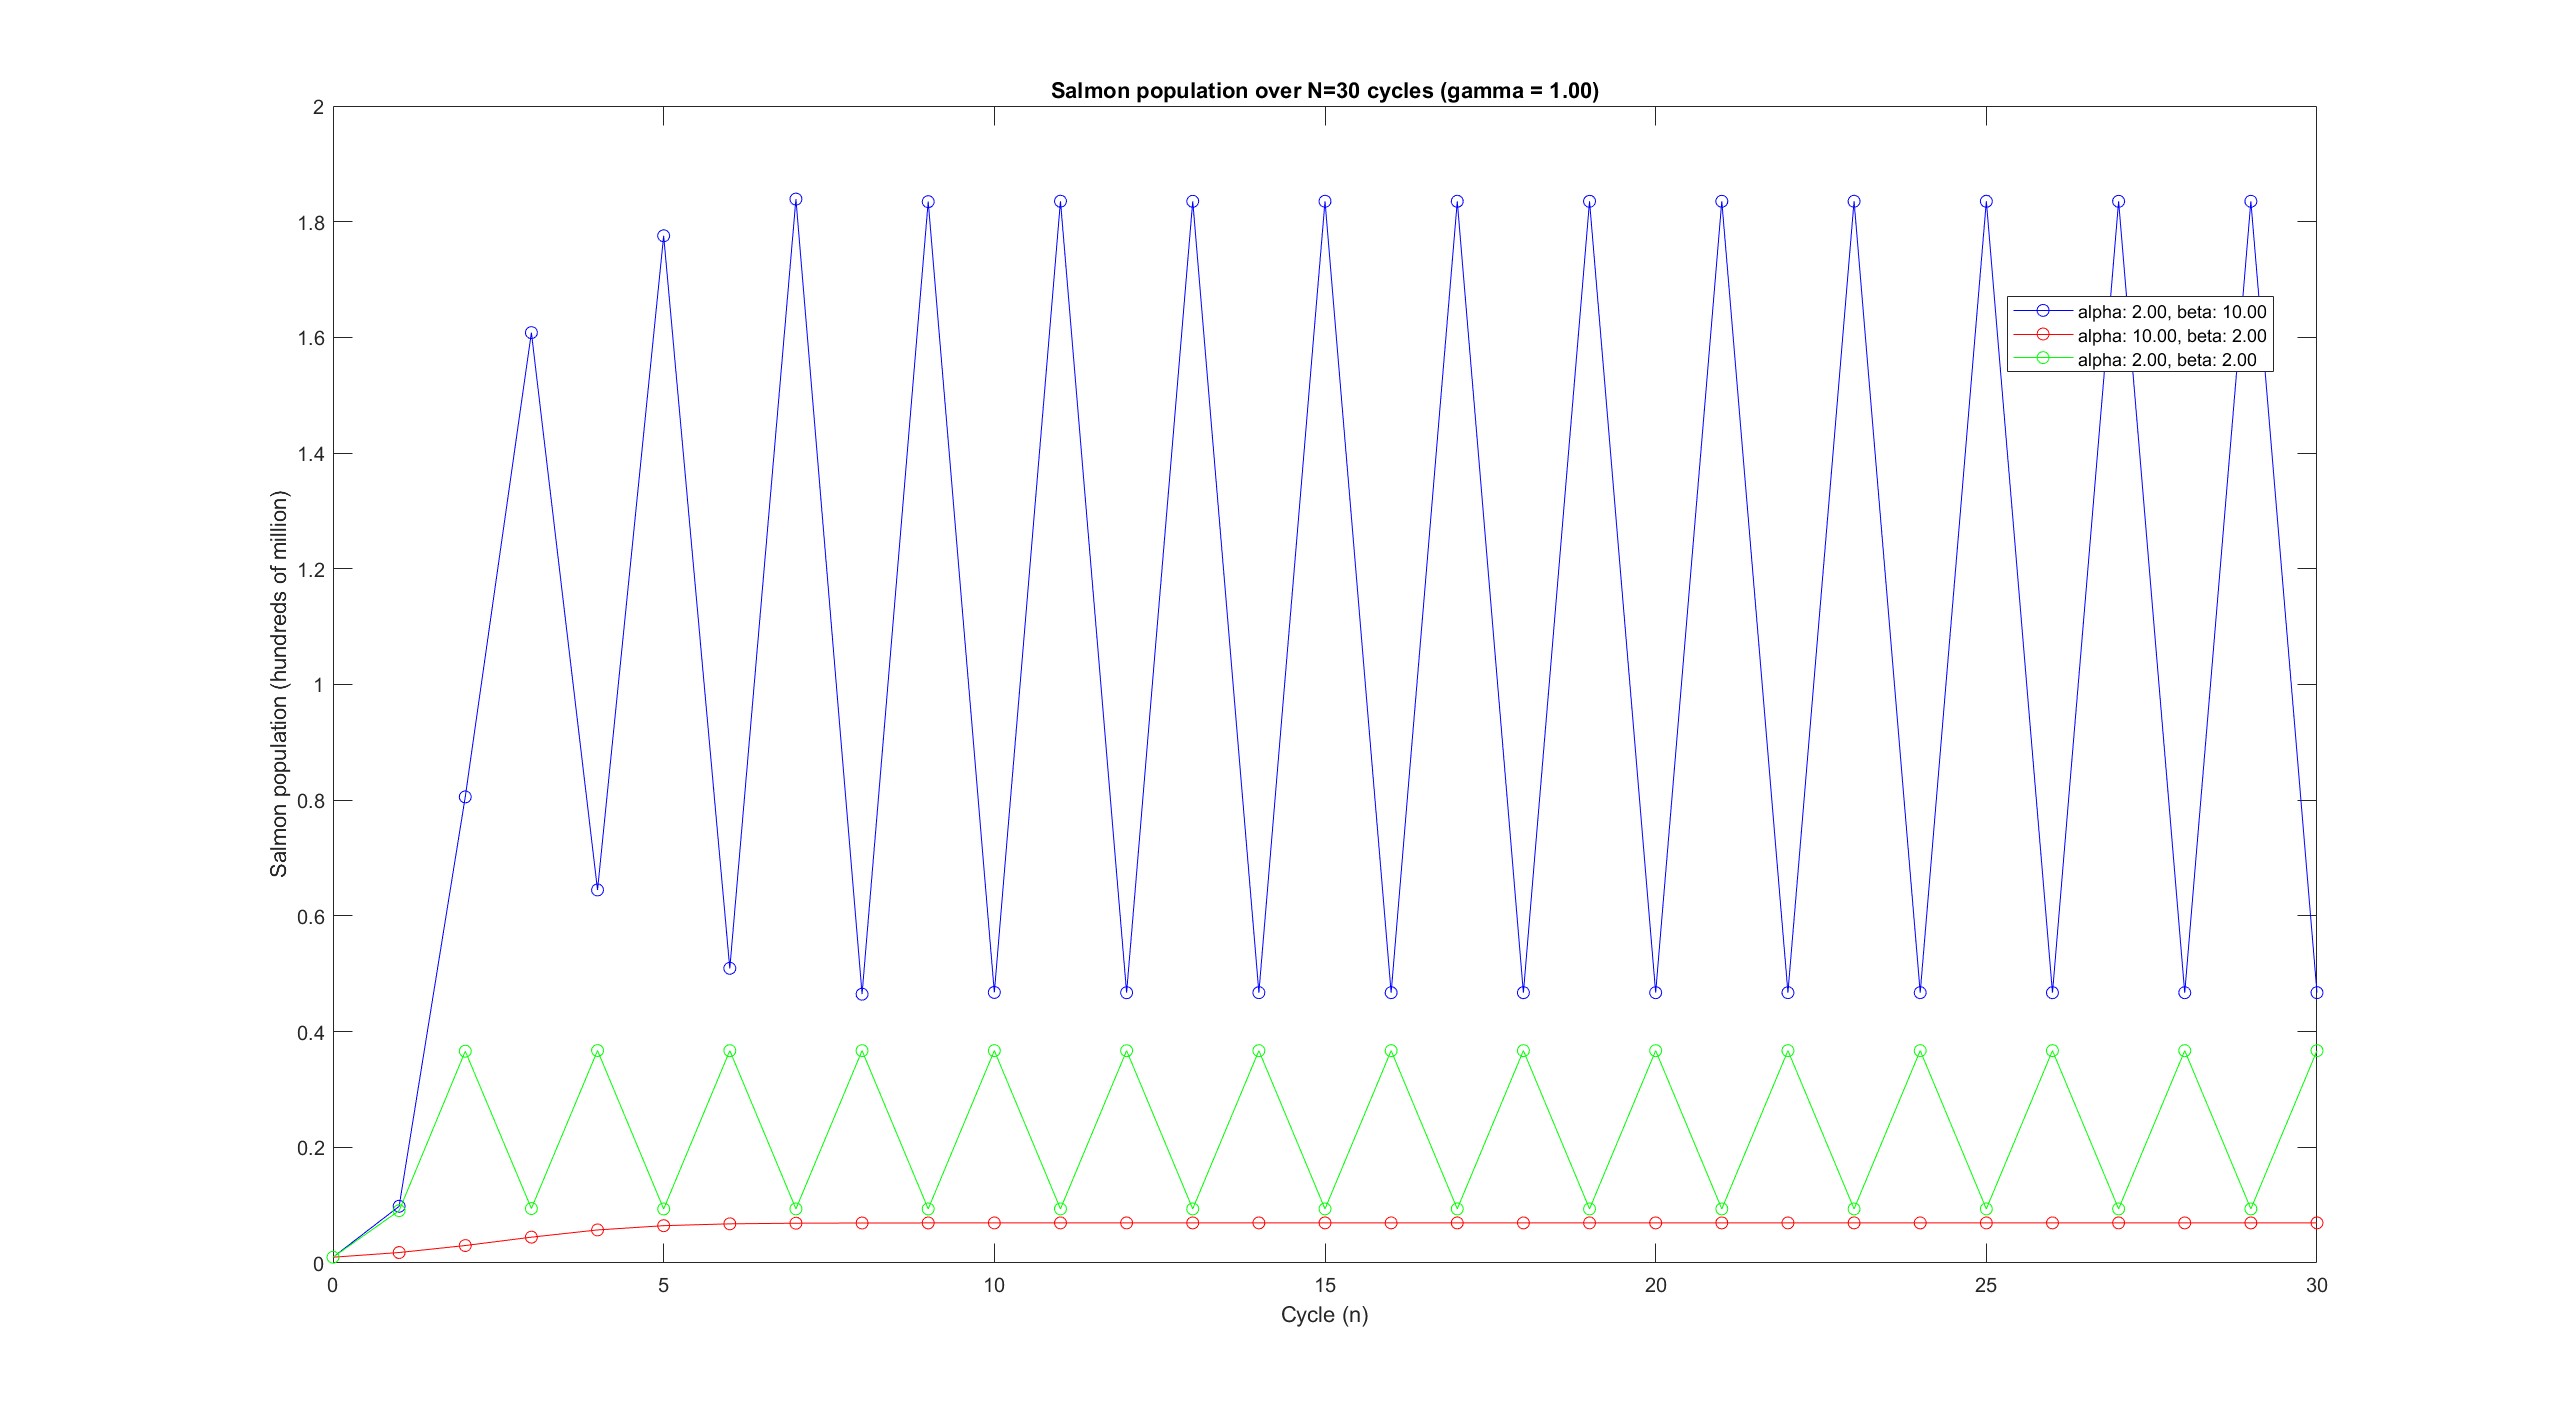 Salmon population over N=30 cycles (gamma = 1.00)
2
1.8
1.6
1.4
1.2
1
0.8
0.6
0.4
0.2
0
Salmon population (hundreds of million)
alpha: 2.00, beta: 10.00
alpha: 10.00, beta: 2.00
alpha: 2.00, beta: 2.00
0 5 10 15 20 25 30
Cycle (n)